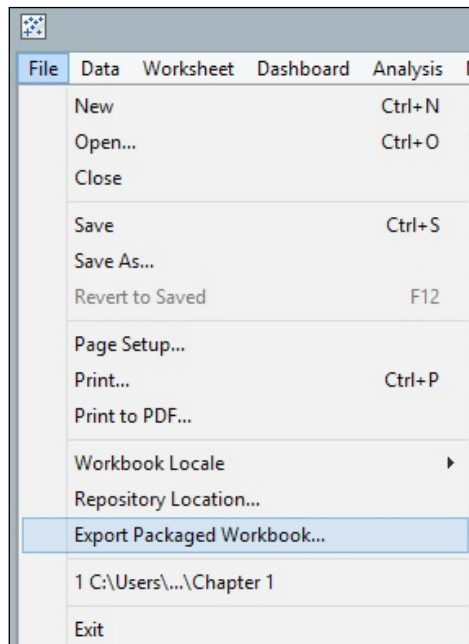 File Data Worksheet Dashboard Analysis
New Ctrl+N
Open... Ctrl+O
Close
Save Ctrl+S
Save As...
Revert to Saved F12
Page Setup...
Print... Ctrl+P
Print to PDF...
Workbook Locale
Repository Location...
Export Packaged Workbook...
1 C:\Users\...\Chapter 1
Exit